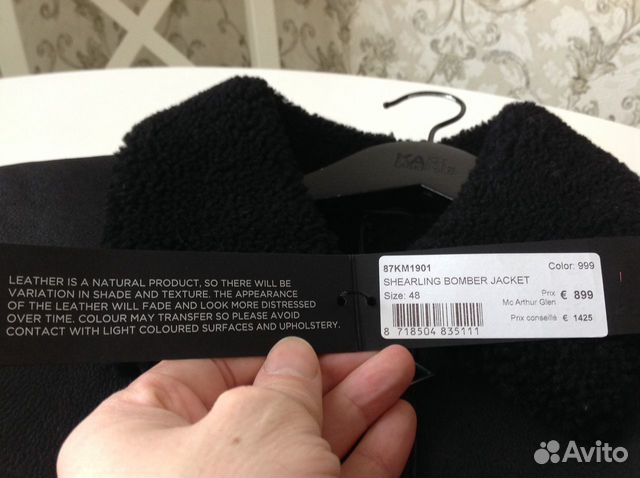 KARL
LEATHER IS A NATURAL PRODUCT, SO THERE WILL BE
VARIATION IN SHADE AND TEXTURE. THE APPEARANCE
OF THE LEATHER WILL FADE AND LOOK MORE DISTRESSED
OVER TIME. COLOUR MAY TRANSFER SO PLEASE AVOID
CONTACT WITH LIGHT COLOURED SURFACES AND UPHOLSTERY.
87KM1901 Color: 999
SHEARLING BOMBER JACKET
Size: 48
Prix
Mc Arthur Glen € 899
Prix conseillé € 1425
8 718504 835111
Avito